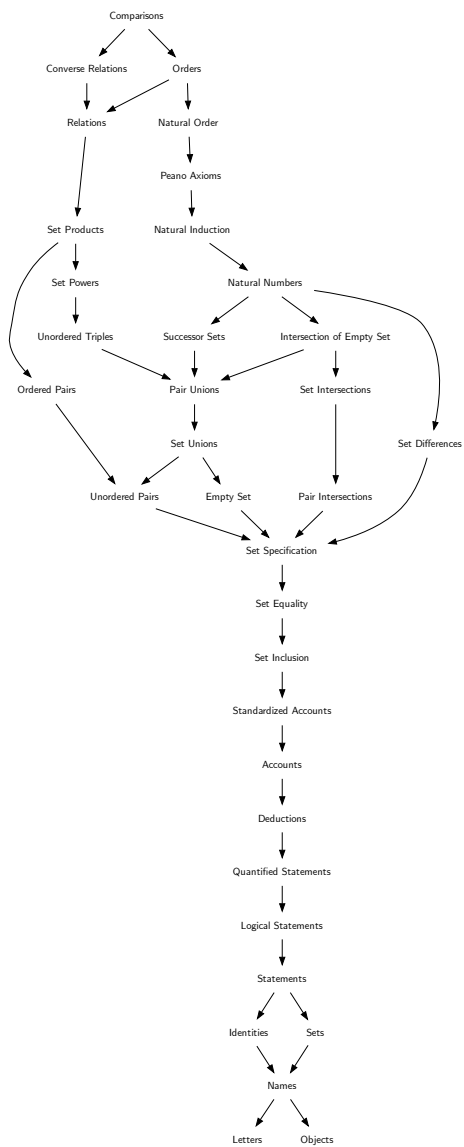 Comparisons
Converse Relations
Orders
Relations
Natural Order
Peano Axioms
Set Products
Natural Induction
Set Powers
Natural Numbers
Unordered Triples
Successor Sets
Intersection of Empty Set
Ordered Pairs
Pair Unions
Set Intersections
Set Unions
Set Differences
Unordered Pairs
Empty Set
Pair Intersections
Set Specification
Set Equality
Set Inclusion
Standardized Accounts
Accounts
Deductions
Quantified Statements
Logical Statements
Statements
Identities
Sets
Names
Letters
Objects